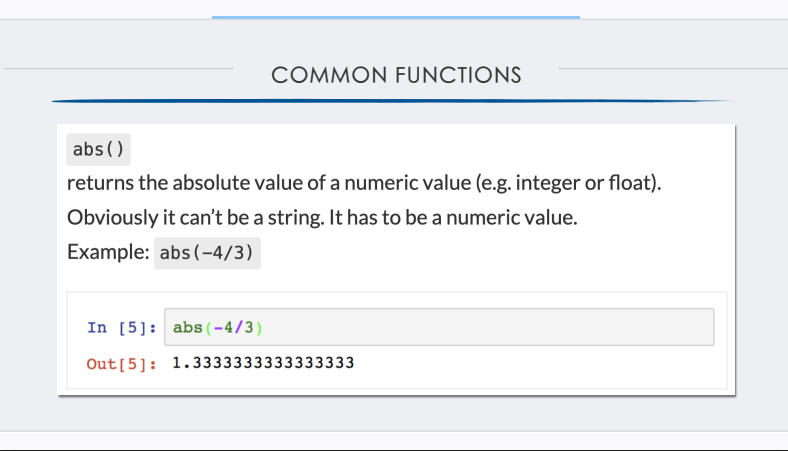 COMMON FUNCTIONS
abs()
returns the absolute value of a numeric value (e.g. integer or float).
Obviously it can’t be a string. It has to be a numeric value.
Example: abs(−4/3)
In [5]: abs(-4/3)
Out[5]: 1.3333333333333333